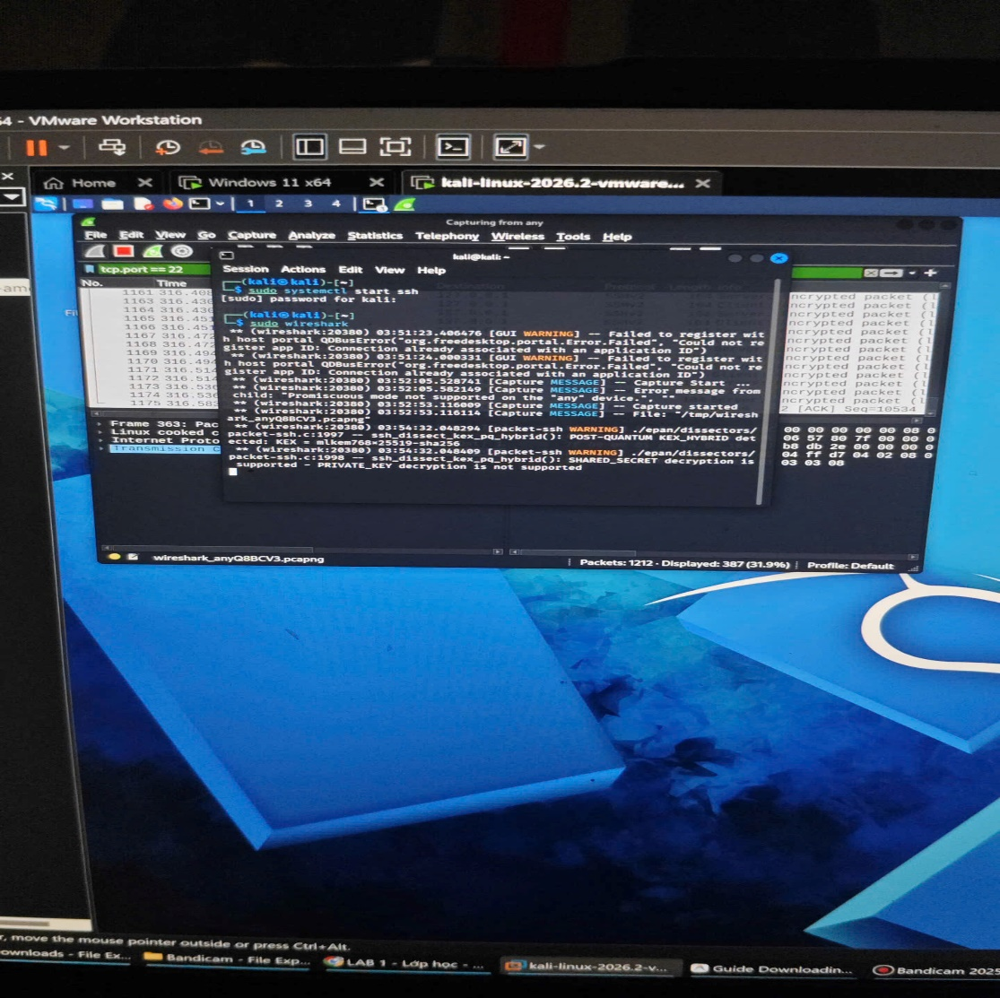 64 - VMware Workstation
Home
Windows 11 x64
kali-linux-2026.2-vmware...
1 2 3 4
Capturing from any
File Edit View Go Capture Analyze Statistics Telephony Wireless Tools Help
tcp.port == 22
No. Time
kali@kali: ~
Session Actions Edit View Help
┌──(kali㉿kali)-[~]
└─$ sudo systemctl start ssh
[sudo] password for kali:
┌──(kali㉿kali)-[~]
└─$ sudo wireshark
** (wireshark:20380) 03:51:23.406476 [GUI WARNING] -- Failed to register wit
h host portal QDBusError("org.freedesktop.portal.Error.Failed", "Could not re
gister app ID: Connection already associated with an application ID")
** (wireshark:20380) 03:51:24.000331 [GUI WARNING] -- Failed to register wit
h host portal QDBusError("org.freedesktop.portal.Error.Failed", "Could not re
gister app ID: Connection already associated with an application ID")
** (wireshark:20380) 03:52:05.528741 [Capture MESSAGE] -- Capture Start ...
** (wireshark:20380) 03:52:05.582149 [Capture MESSAGE] -- Error message from
child: "Promiscuous mode not supported on the "any" device.", ""
** (wireshark:20380) 03:52:53.116009 [Capture MESSAGE] -- Capture started
** (wireshark:20380) 03:52:53.116114 [Capture MESSAGE] -- File: "/tmp/wiresh
ark_anyQ8BCV3.pcapng"
** (wireshark:20380) 03:54:32.048294 [packet-ssh WARNING] ./epan/dissectors/
packet-ssh.c:1997 -- ssh_dissect_kex_pq_hybrid(): POST-QUANTUM KEX_HYBRID det
ected: KEX = mlkem768×25519-sha256
** (wireshark:20380) 03:54:32.048409 [packet-ssh WARNING] ./epan/dissectors/
packet-ssh.c:1998 -- ssh_dissect_kex_pq_hybrid(): SHARED_SECRET decryption is
supported - PRIVATE_KEY decryption is not supported
1161 316.408
1163 316.430
1164 316.430
1165 316.451
1166 316.451
1167 316.472
1168 316.472
1169 316.494
1170 316.494
1171 316.514
1172 316.514
1173 316.536
1174 316.536
1175 316.582
ncrypted packet (l
ncrypted packet (l
ncrypted packet (l
ncrypted packet (l
ncrypted packet (l
ncrypted packet (l
ncrypted packet (l
ncrypted packet (l
ncrypted packet (l
[ACK] Seq=10534
Frame 363: Pac
Linux cooked c
Internet Proto
Transmission C
00 00 00 00 00 08 0
06 57 80 7f 00 00 0
b8 db 2e 00 00 00 0
04 ff d7 04 02 08 0
03 03 08
wireshark_anyQ8BCV3.pcapng
Packets: 1212 · Displayed: 387 (31.9%)
Profile: Default
r, move the mouse pointer outside or press Ctrl+Alt.
ownloads - File Ex...
Bandicam - File Exp...
LAB 1 - Lớp học - ...
kali-linux-2026.2-v...
Guide Downloadin...
Bandicam 2025